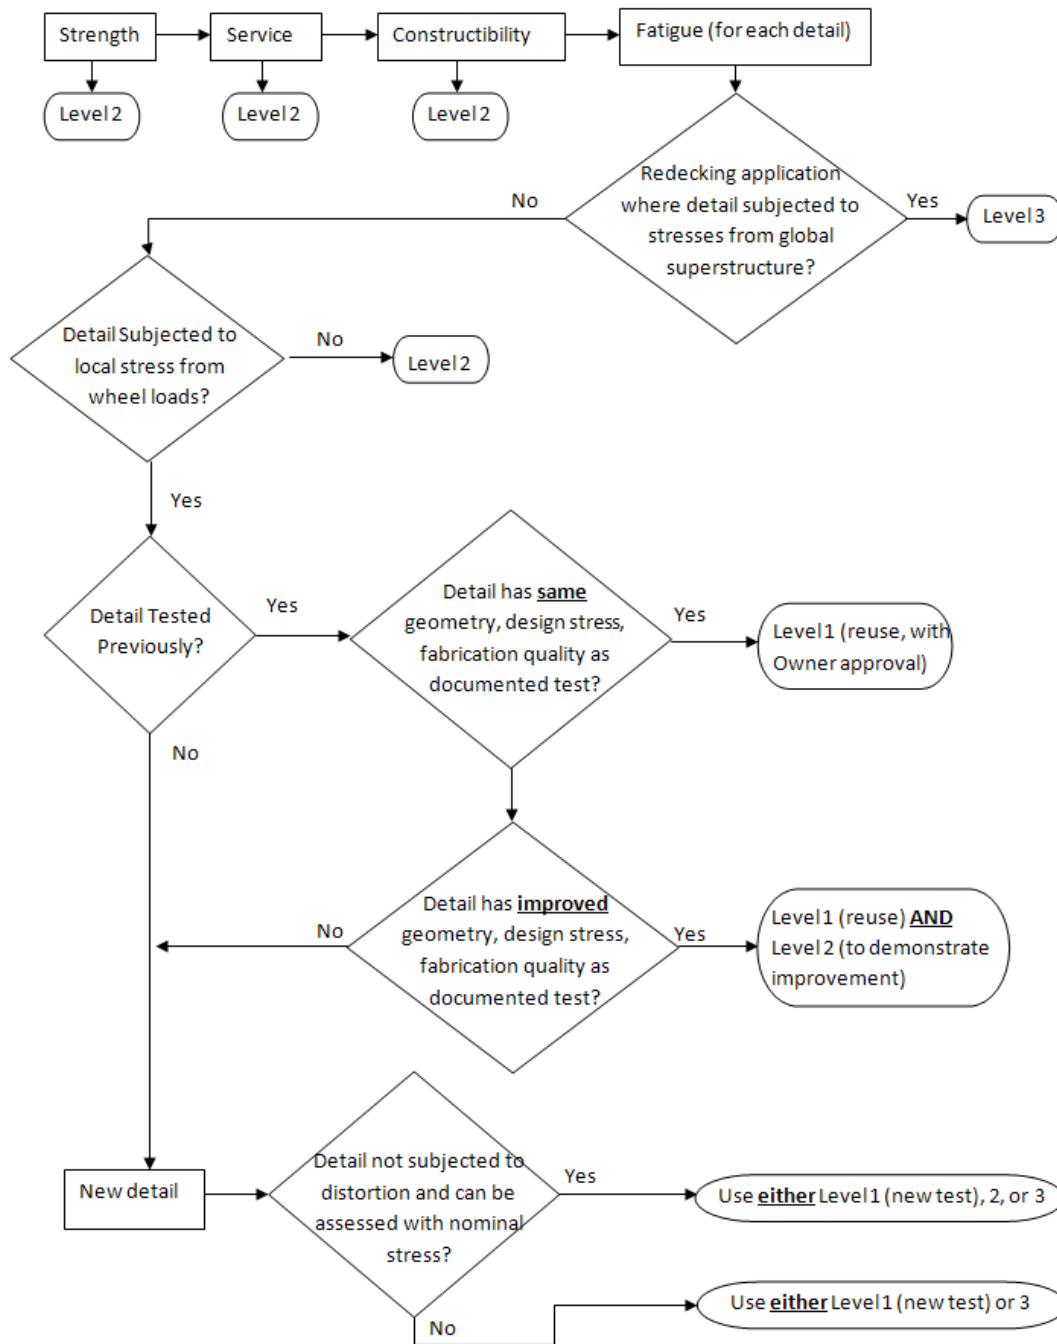 Strength
Service
Constructibility
Fatigue (for each detail)
Level 2
Level 2
Level 2
Redecking application
where detail subjected to
stresses from global
superstructure?
No
Yes
Level 3
Detail Subjected to
local stress from
wheel loads?
No
Level 2
Yes
Detail Tested
Previously?
Yes
Detail has same
geometry, design stress,
fabrication quality as
documented test?
Yes
Level 1 (reuse, with
Owner approval)
No
Detail has improved
geometry, design stress,
fabrication quality as
documented test?
No
Yes
Level 1 (reuse) AND
Level 2 (to demonstrate
improvement)
New detail
Detail not subjected to
distortion and can be
assessed with nominal
stress?
Yes
Use either Level 1 (new test), 2, or 3
No
Use either Level 1 (new test) or 3